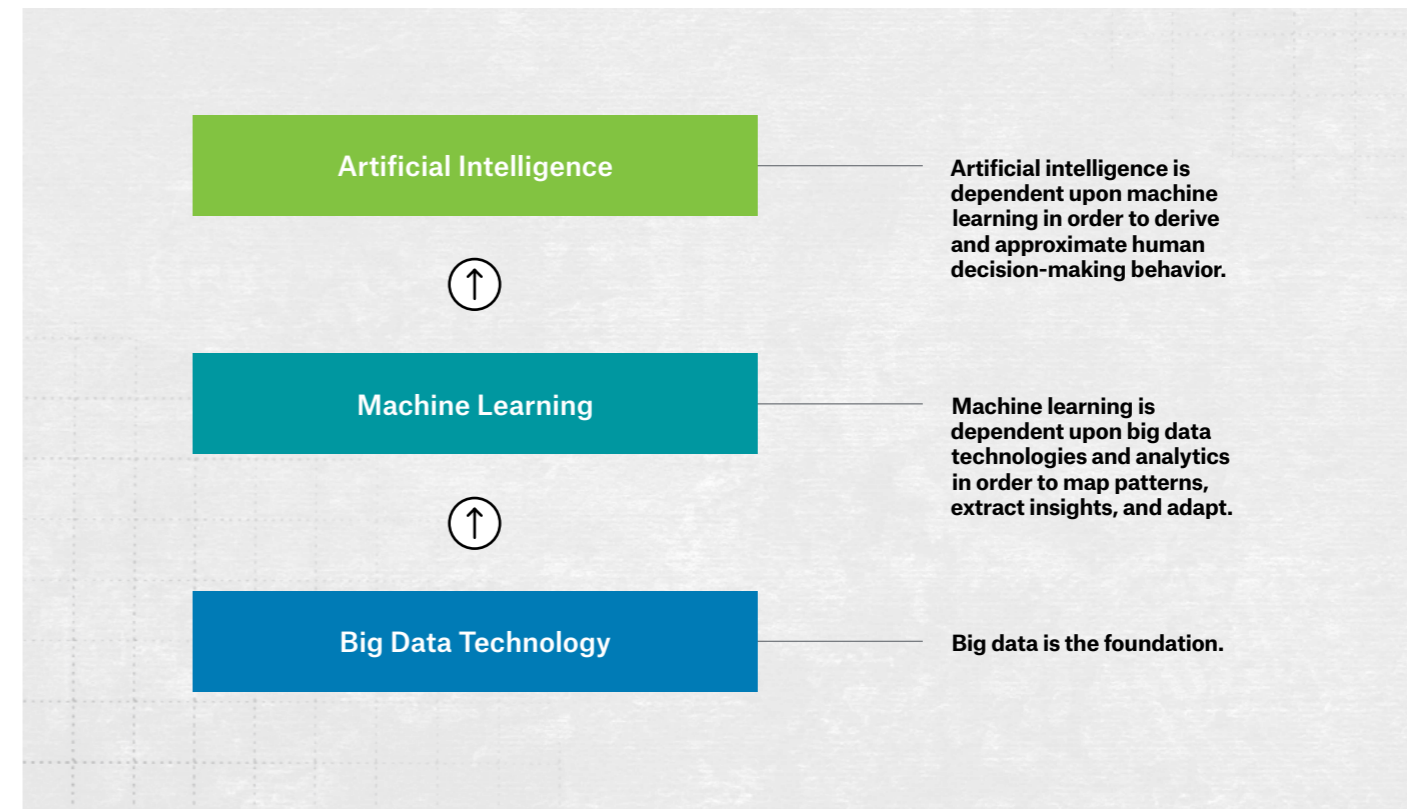 Artificial Intelligence
Artificial intelligence is
dependent upon machine
learning in order to derive
and approximate human
decision-making behavior.
Machine Learning
Machine learning is
dependent upon big data
technologies and analytics
in order to map patterns,
extract insights, and adapt.
Big Data Technology
Big data is the foundation.